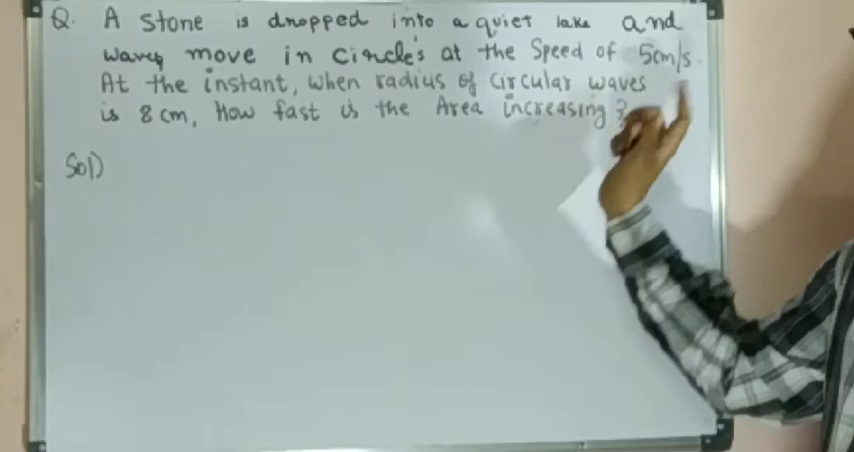 Q. A stone is dropped into a quiet lake and
waves move in circle's at the speed of 5cm/s.
At the instant, when radius of circular waves
is 8 cm, How fast is the Area increasing?
Sol)